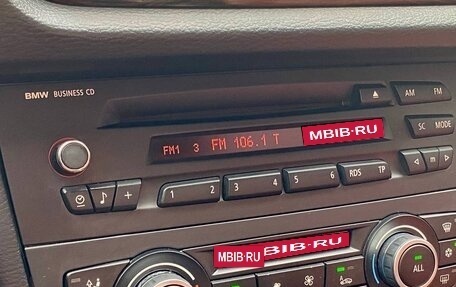 BMW BUSINESS CD
AM FM
FM1 3 FM 106.1 T
MBIB·RU
SC MODE
1 2 3 4 5 6 RDS TP
m
MBIB·RU
MBIB·RU
ALL